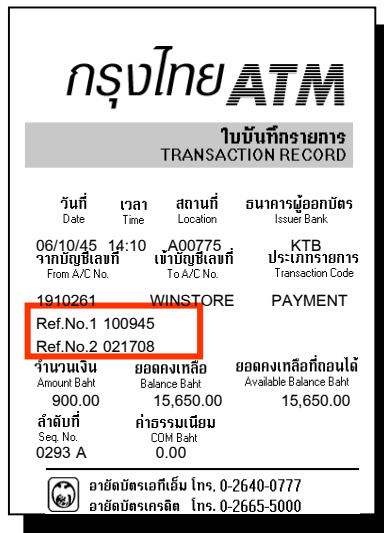 กรุงไทย ATM
ใบบันทึกรายการ
TRANSACTION RECORD
วันที่ เวลา สถานที่ ธนาคารผู้ออกบัตร
Date Time Location Issuer Bank
06/10/45 14:10 A00775 KTB
จากบัญชีเลขที่ เข้าบัญชีเลขที่ ประเภทรายการ
From A/C No. To A/C No. Transaction Code
1910261 WINSTORE PAYMENT
Ref.No.1 100945
Ref.No.2 021708
จำนวนเงิน ยอดคงเหลือ ยอดคงเหลือที่ถอนได้
Amount Baht Balance Baht Available Balance Baht
900.00 15,650.00 15,650.00
ลำดับที่ ค่าธรรมเนียม
Seq. No. COM Baht
0293 A 0.00
อายัดบัตรเอทีเอ็ม โทร. 0-2640-0777
อายัดบัตรเครดิต โทร. 0-2665-5000